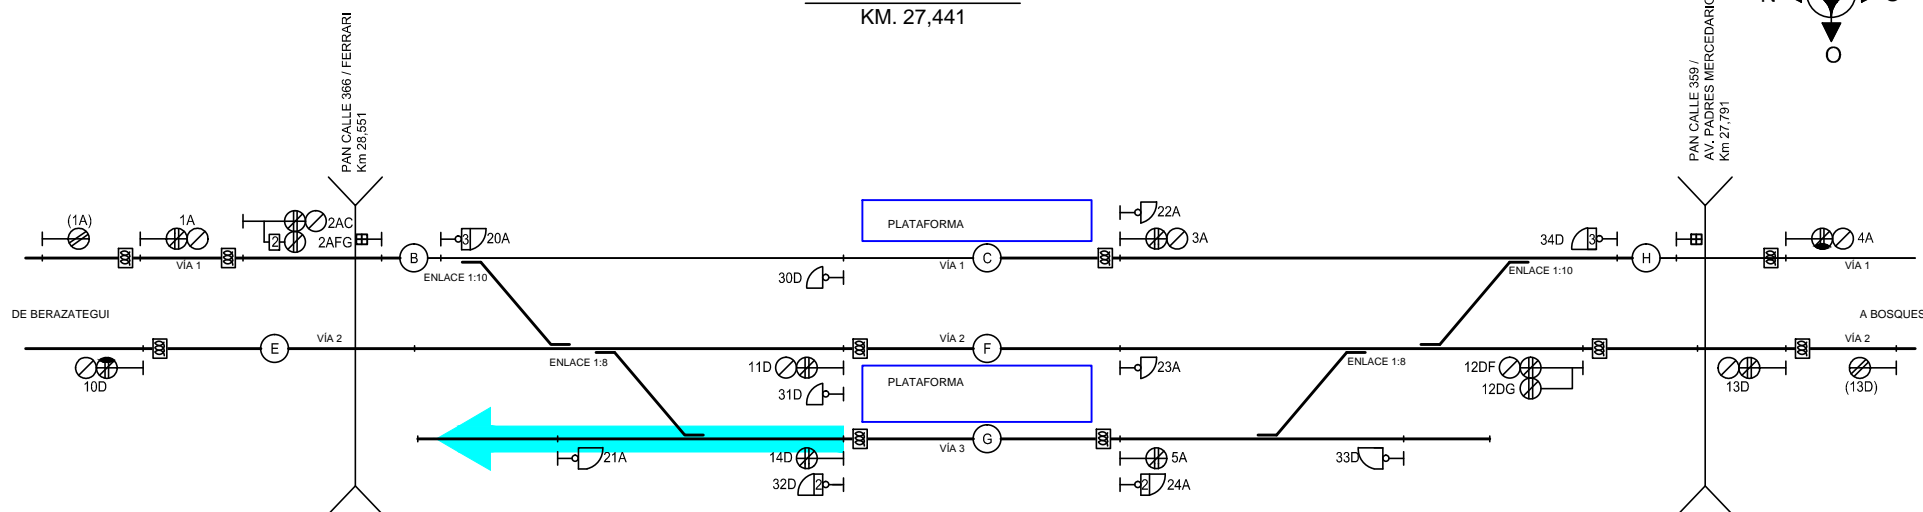 KM. 27,441
O
PAN CALLE 366 / FERRARI
Km 28,551
PAN CALLE 359 /
AV. PADRES MERCEDARIO
Km 27,791
(1A)
1A
2AC
2
2AFG
VÍA 1
B
3
20A
ENLACE 1:10
PLATAFORMA
30D
VÍA 1
C
22A
3A
34D
3
H
ENLACE 1:10
4A
VÍA 1
DE BERAZATEGUI
A BOSQUES
10D
E
VÍA 2
ENLACE 1:8
11D
31D
VÍA 2
F
PLATAFORMA
23A
ENLACE 1:8
12DF
12DG
13D
VÍA 2
(13D)
21A
14D
32D
2
VÍA 3
G
5A
2
24A
33D